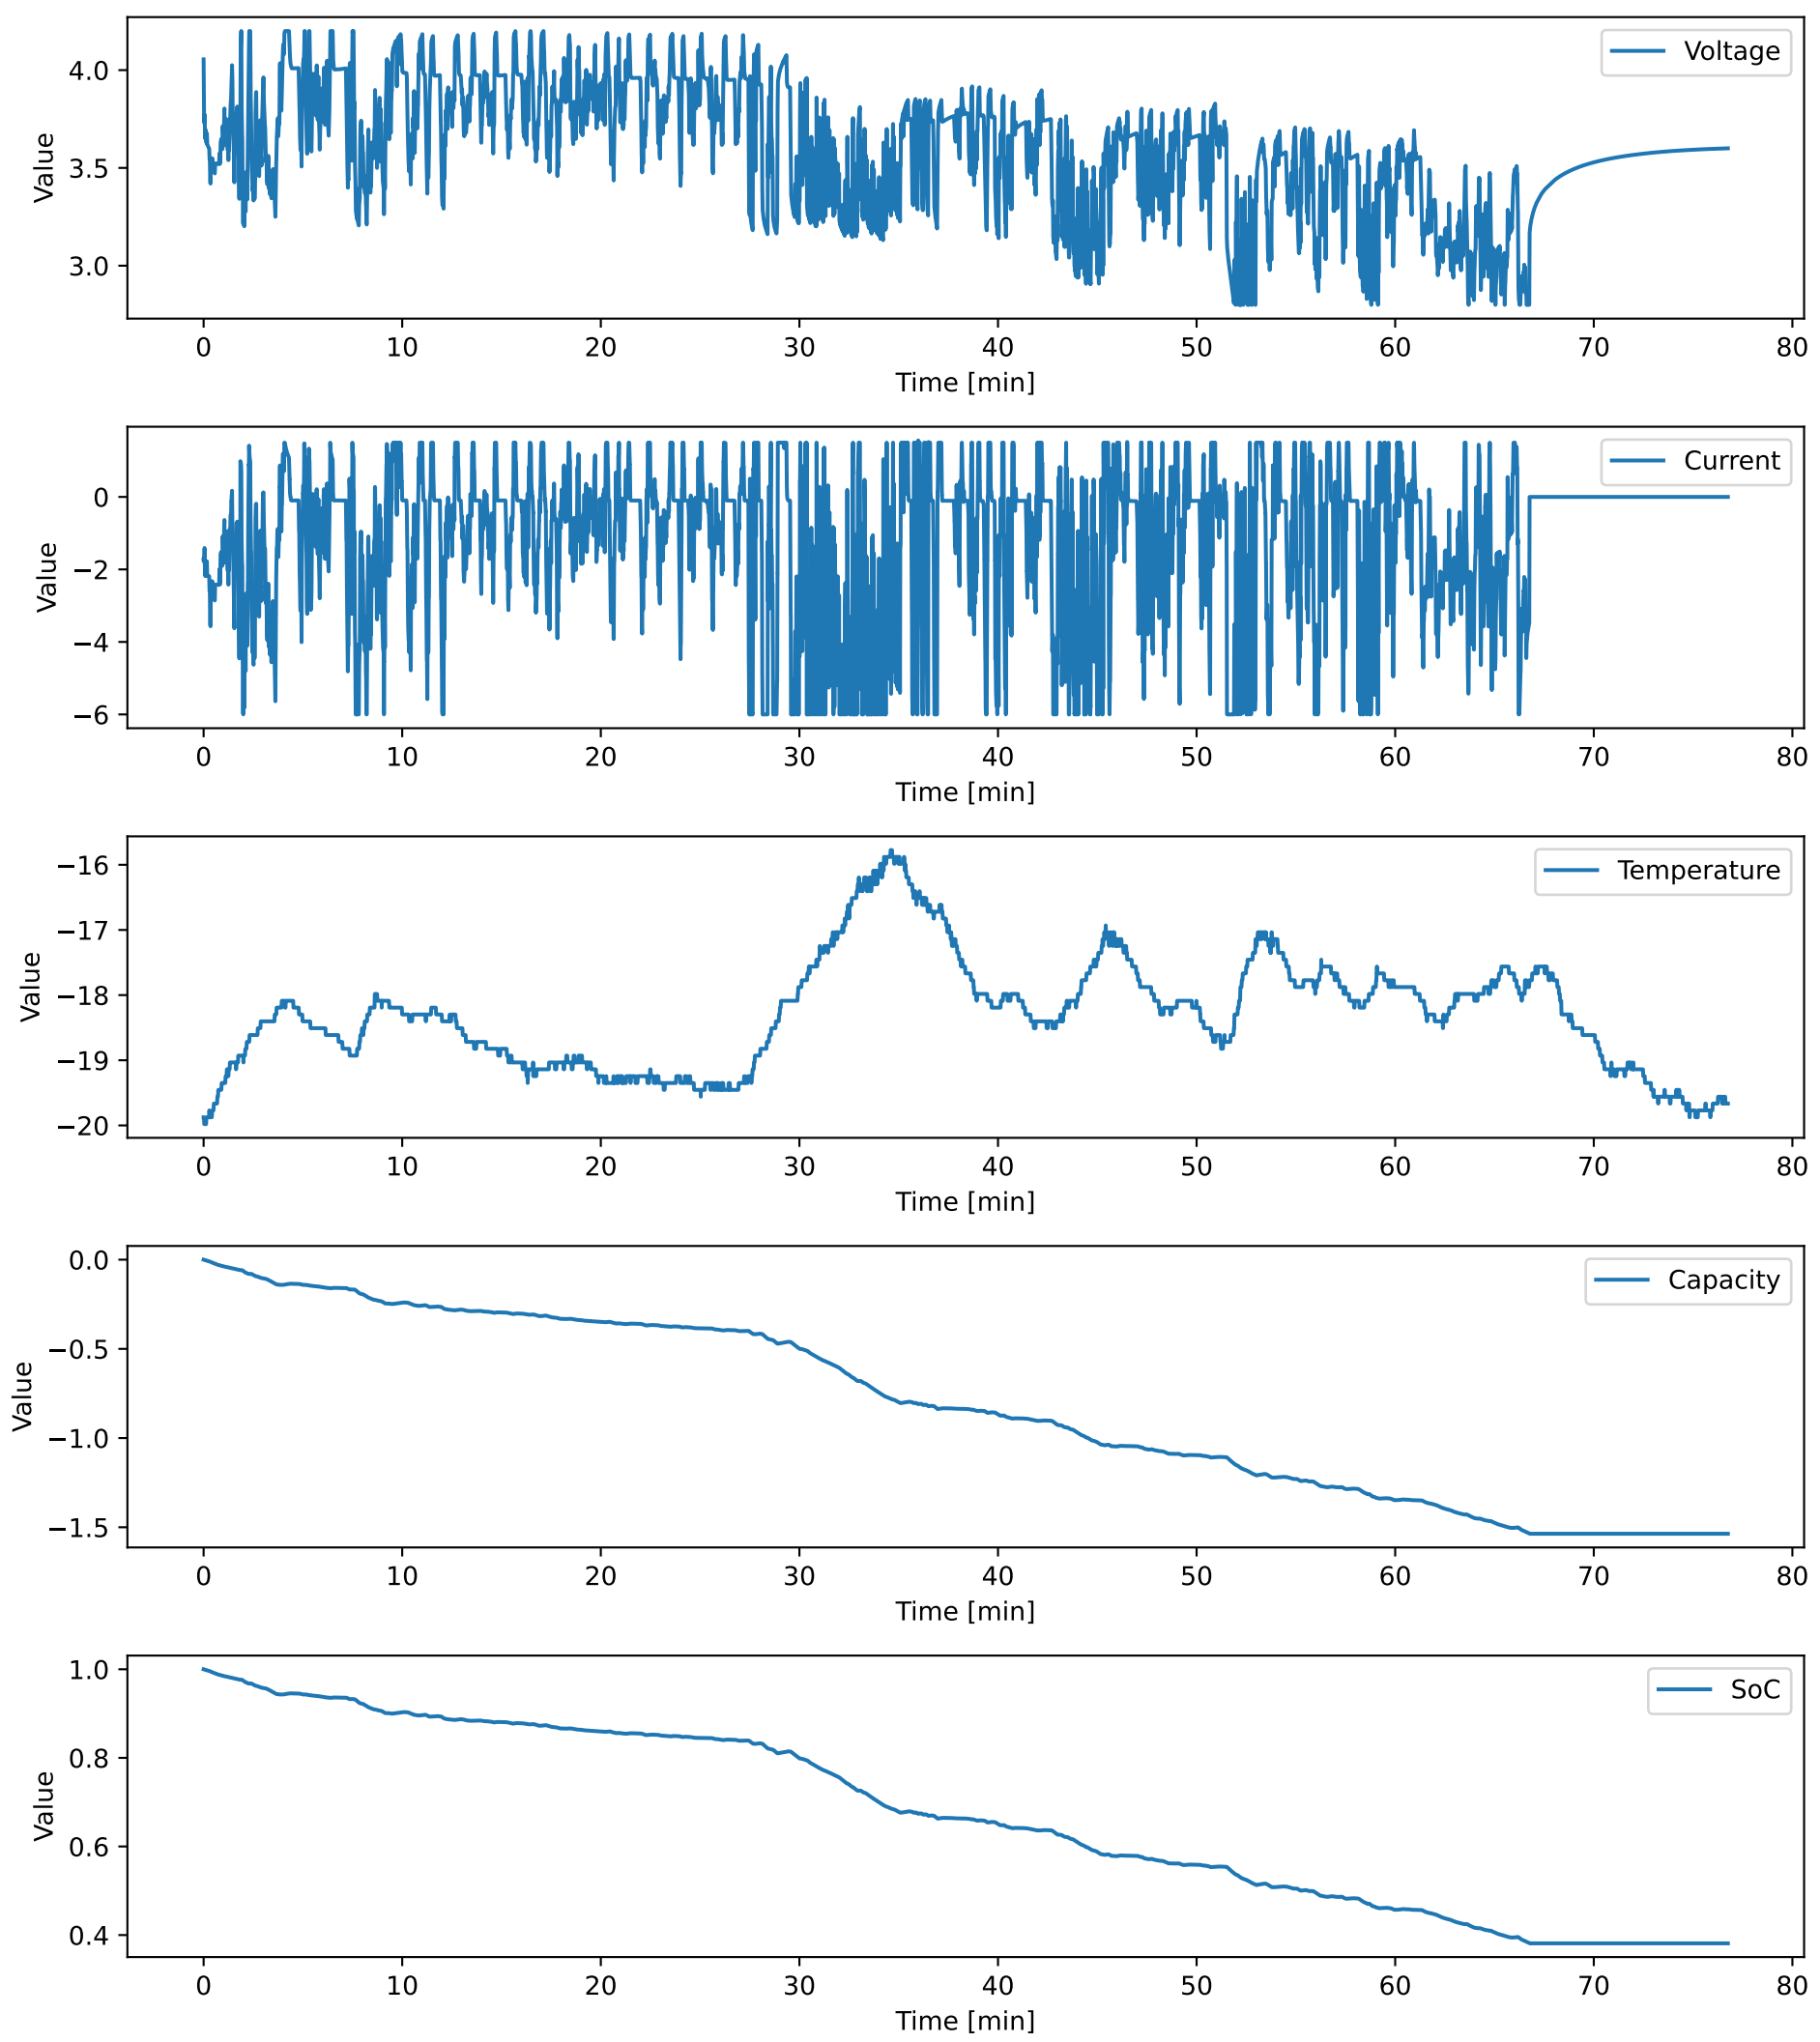 Voltage
4.0
3.5
3.0
Value
0 10 20 30 40 50 60 70 80
Time [min]
Current
0
−2
−4
−6
Value
0 10 20 30 40 50 60 70 80
Time [min]
Temperature
−16
−17
−18
−19
−20
Value
0 10 20 30 40 50 60 70 80
Time [min]
Capacity
0.0
−0.5
−1.0
−1.5
Value
0 10 20 30 40 50 60 70 80
Time [min]
SoC
1.0
0.8
0.6
0.4
Value
0 10 20 30 40 50 60 70 80
Time [min]